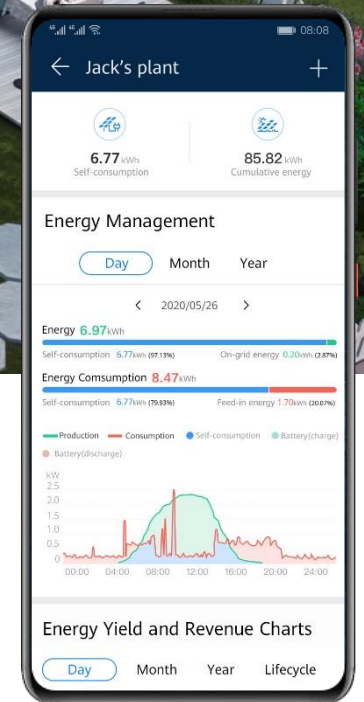 4G 4G 08:08
← Jack's plant +
6.77 kWh 85.82 kWh
Self-consumption Cumulative energy
Energy Management
Day Month Year
< 2020/05/26 >
Energy 6.97kWh
Self-consumption 6.77kWh (97.13%) On-grid energy 0.20kWh (2.87%)
Energy Comsumption 8.47kWh
Self-consumption 6.77kWh (79.93%) Feed-in energy 1.70kWh (20.07%)
Production Consumption Self-consumption Battery(charge)
Battery(discharge)
kW
2.5
2.0
1.5
1.0
0.5
0
00:00 04:00 08:00 12:00 16:00 20:00 24:00
Energy Yield and Revenue Charts
Day Month Year Lifecycle